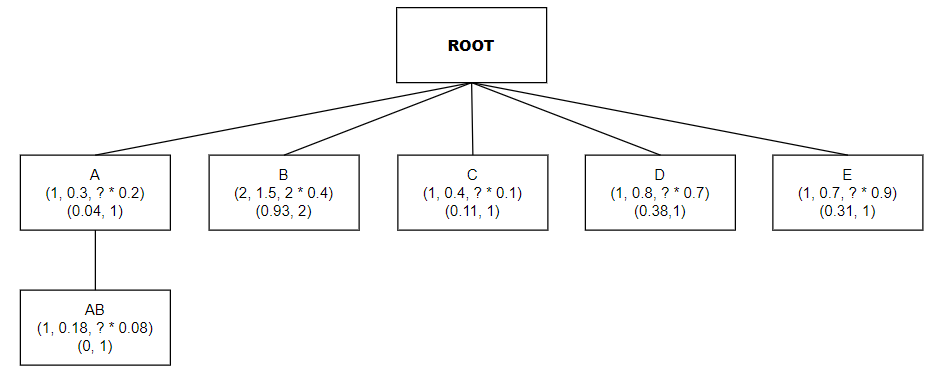 ROOT
A
(1, 0.3, ? * 0.2)
(0.04, 1)
B
(2, 1.5, 2 * 0.4)
(0.93, 2)
C
(1, 0.4, ? * 0.1)
(0.11, 1)
D
(1, 0.8, ? * 0.7)
(0.38,1)
E
(1, 0.7, ? * 0.9)
(0.31, 1)
AB
(1, 0.18, ? * 0.08)
(0, 1)